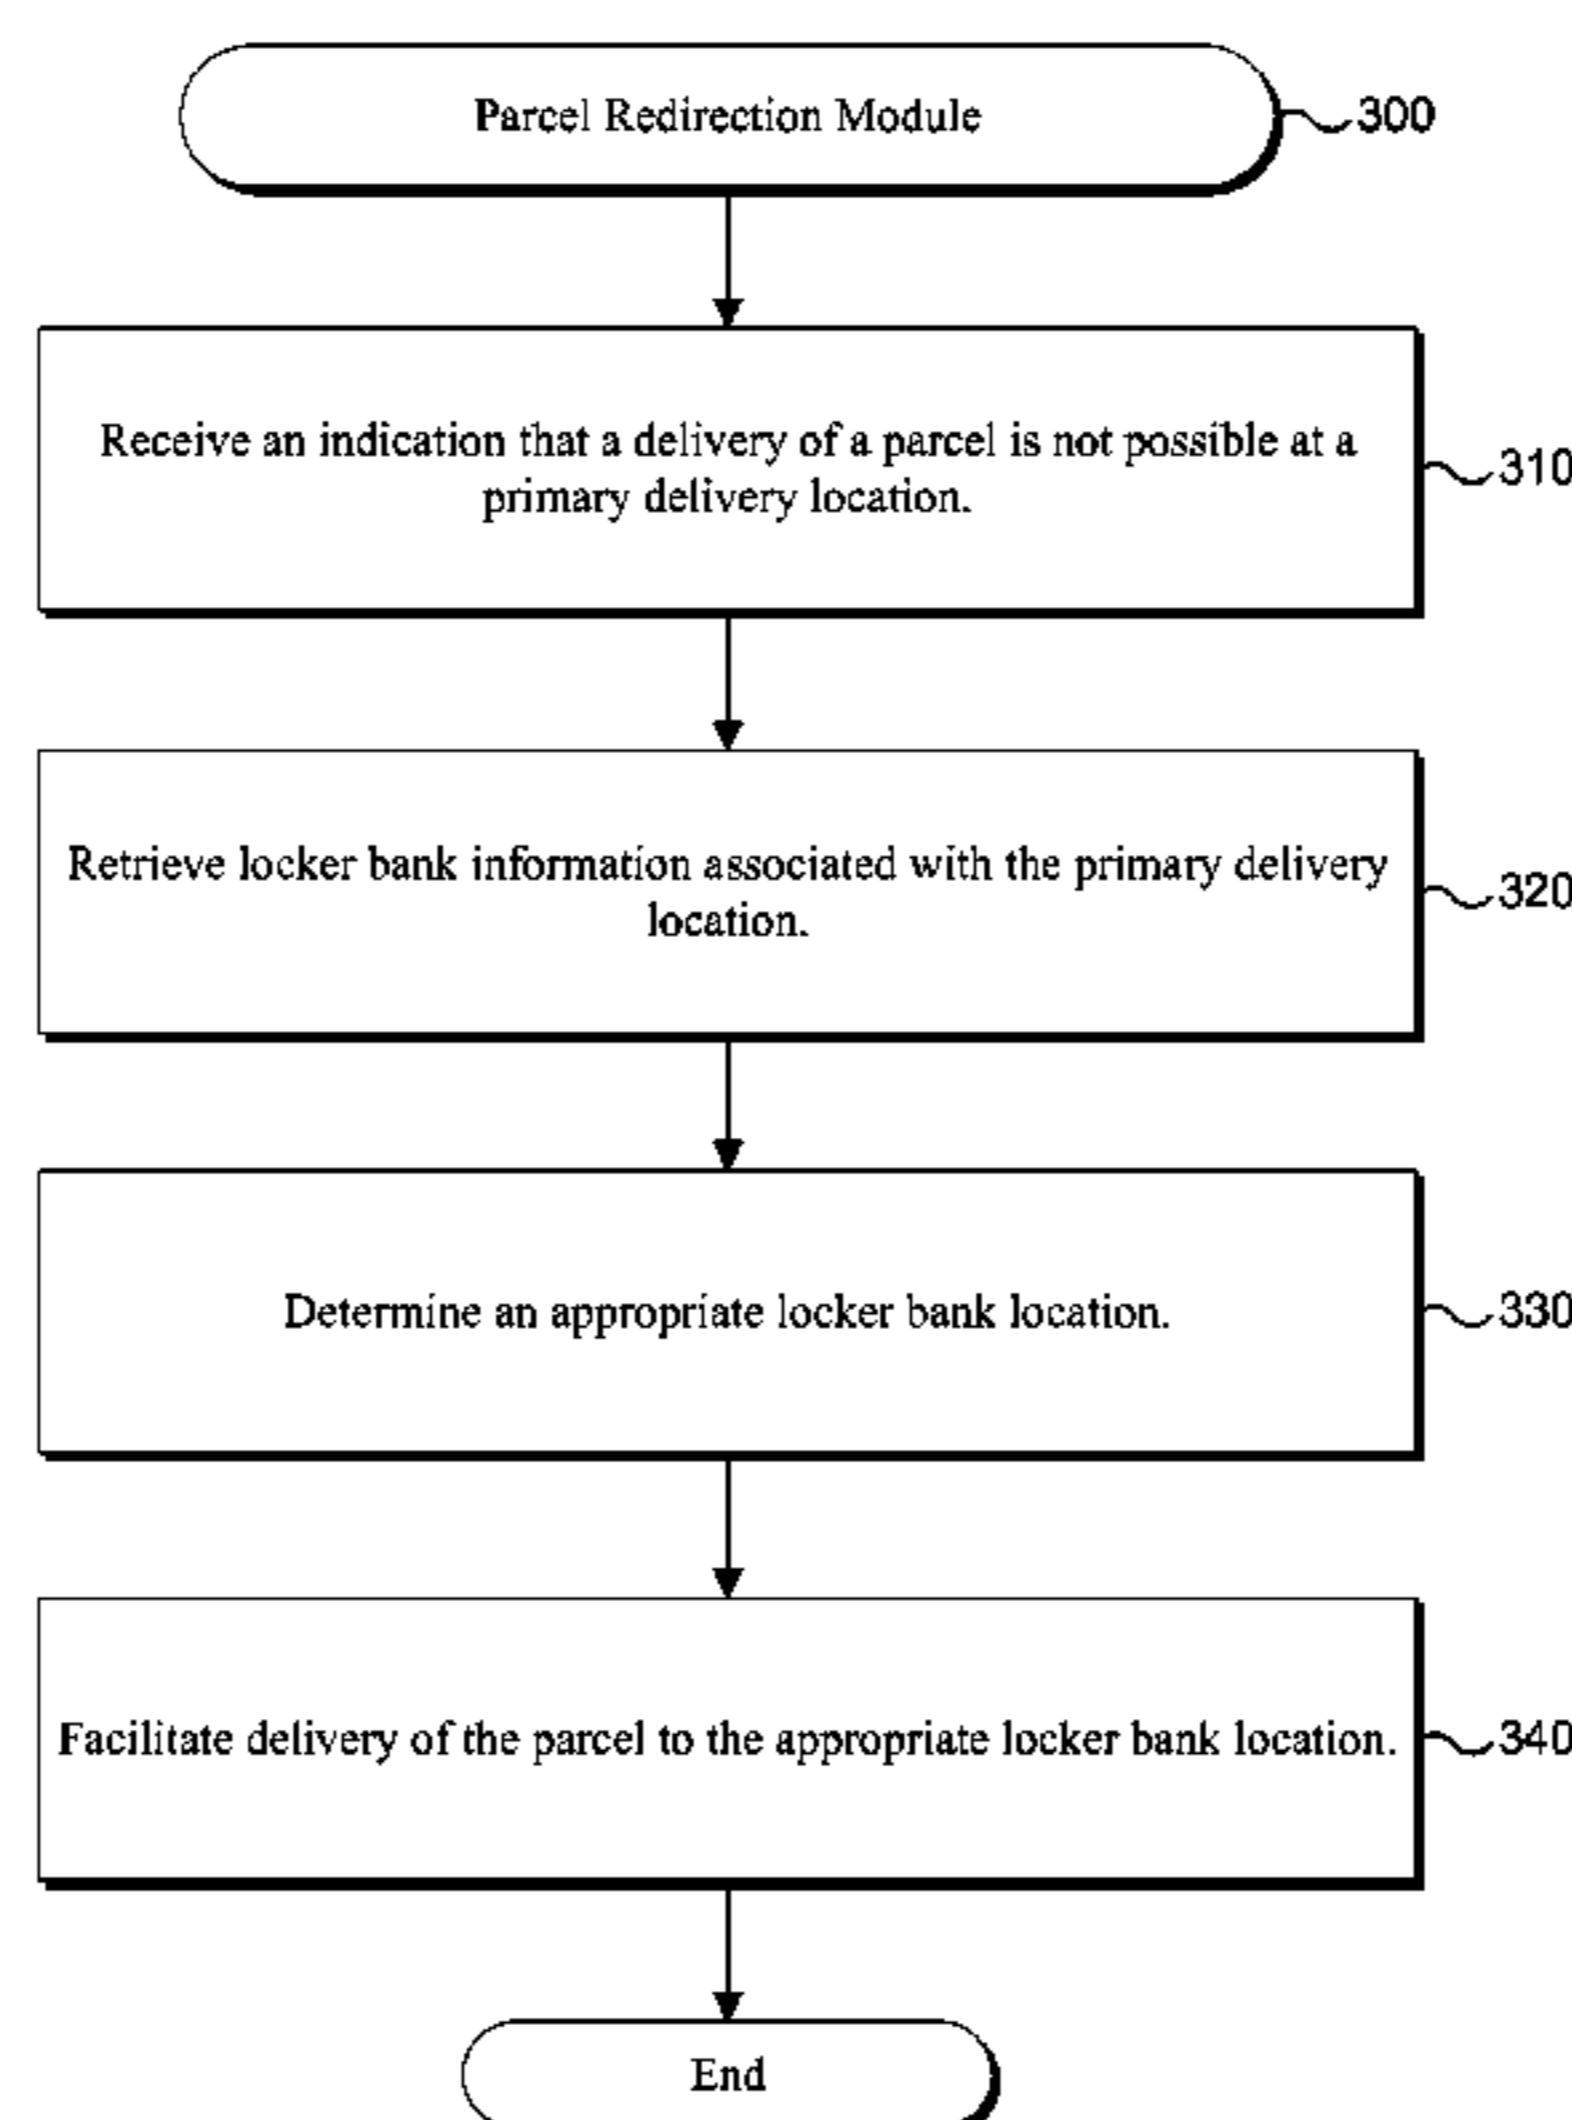 Parcel Redirection Module
300
Receive an indication that a delivery of a parcel is not possible at a
primary delivery location.
310
Retrieve locker bank information associated with the primary delivery
location.
320
Determine an appropriate locker bank location.
330
Facilitate delivery of the parcel to the appropriate locker bank location.
340
End